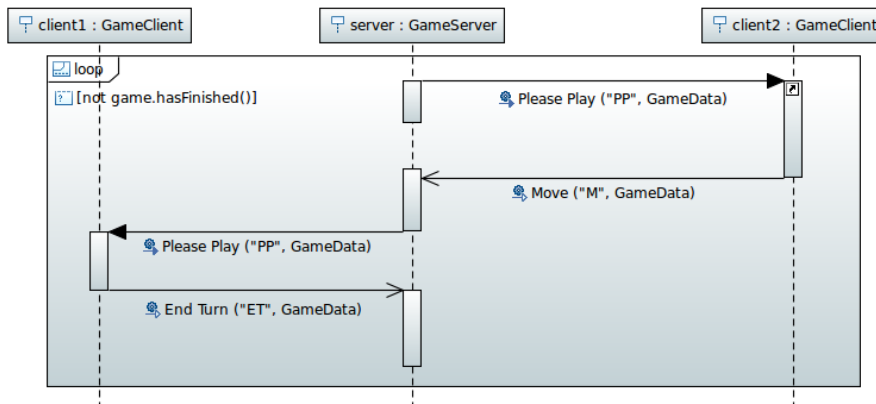 client1 : GameClient
server : GameServer
client2 : GameClient
loop
[not game.hasFinished()]
Please Play ("PP", GameData)
Move ("M", GameData)
Please Play ("PP", GameData)
End Turn ("ET", GameData)